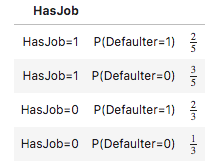 HasJob
HasJob=1 P(Defaulter=1) 2/5
HasJob=1 P(Defaulter=0) 3/5
HasJob=0 P(Defaulter=1) 2/3
HasJob=0 P(Defaulter=0) 1/3